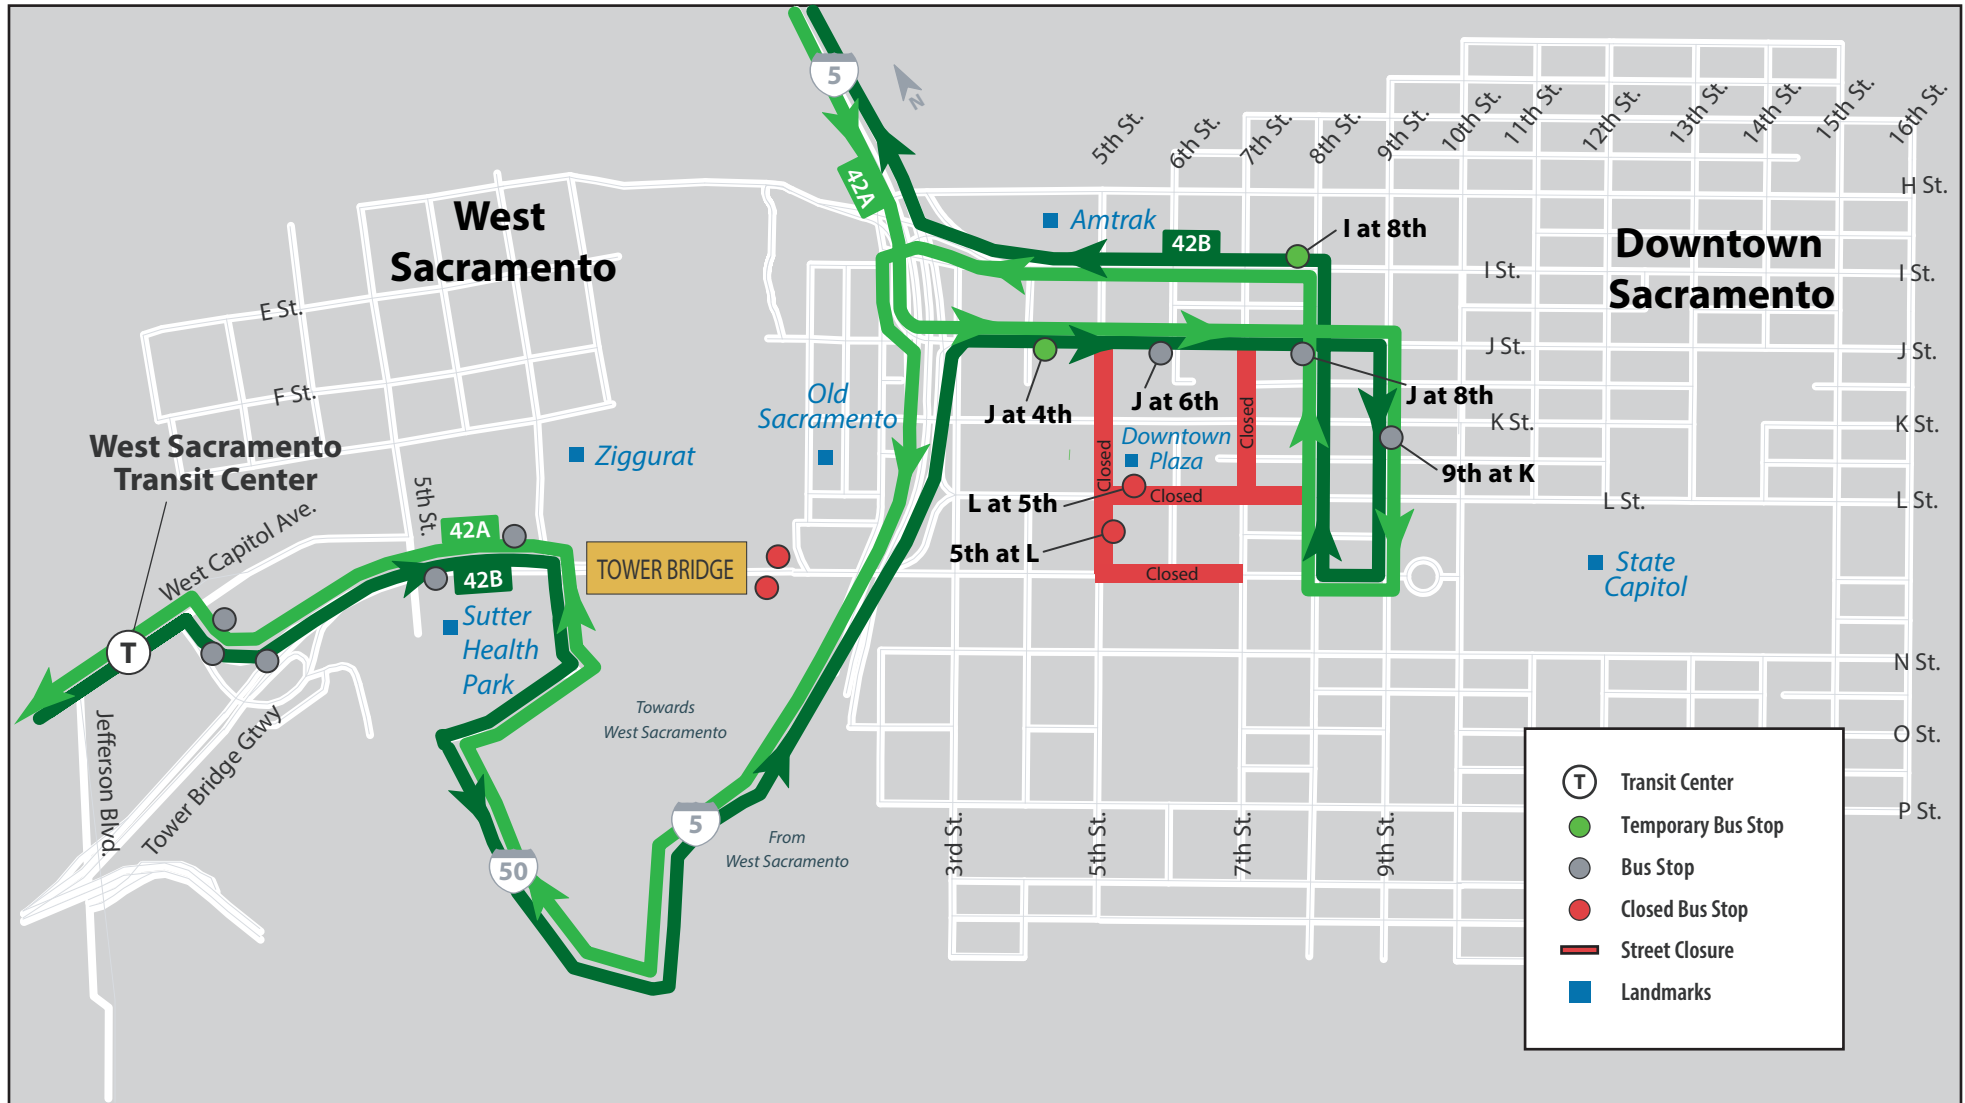 5
N
42A
5th St.
6th St.
7th St.
8th St.
9th St.
10th St.
11th St.
12th St.
13th St.
14th St.
15th St.
16th St.
H St.
West
Sacramento
Amtrak
42B
I at 8th
Downtown
Sacramento
I St.
I St.
E St.
F St.
J St.
J St.
Old
Sacramento
J at 4th
J at 6th
J at 8th
K St.
K St.
Closed
Closed
Downtown
Plaza
9th at K
West Sacramento
Transit Center
Ziggurat
5th St.
L at 5th
Closed
L St.
L St.
West Capitol Ave.
42A
42B
TOWER BRIDGE
5th at L
Closed
State
Capitol
T
Sutter
Health
Park
N St.
Towards
West Sacramento
Jefferson Blvd.
Tower Bridge Gtwy
O St.
5
From
West Sacramento
50
3rd St.
5th St.
7th St.
9th St.
P St.
T Transit Center
Temporary Bus Stop
Bus Stop
Closed Bus Stop
Street Closure
Landmarks